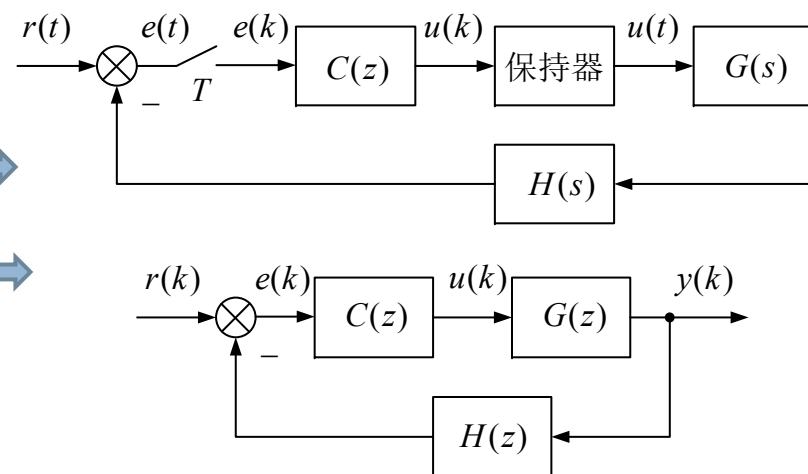 r(t) e(t) e(k) u(k) u(t)
T C(z) 保持器 G(s)
−
H(s)
r(k) e(k) u(k) y(k)
C(z) G(z)
−
H(z)